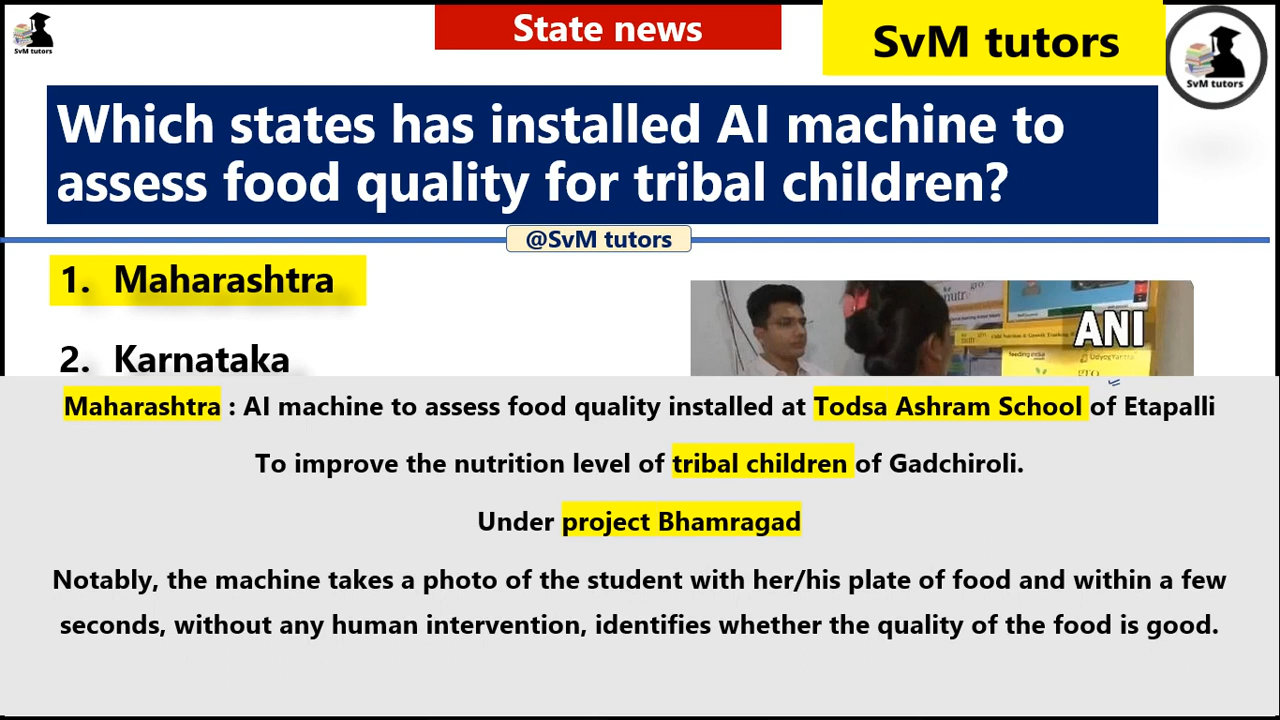 State news
SvM tutors
SvM tutors
SvM tutors
Which states has installed AI machine to
assess food quality for tribal children?
@SvM tutors
1. Maharashtra
2. Karnataka
ANI
feeding india
UdyogYantra
Maharashtra : AI machine to assess food quality installed at Todsa Ashram School of Etapalli
To improve the nutrition level of tribal children of Gadchiroli.
Under project Bhamragad
Notably, the machine takes a photo of the student with her/his plate of food and within a few
seconds, without any human intervention, identifies whether the quality of the food is good.